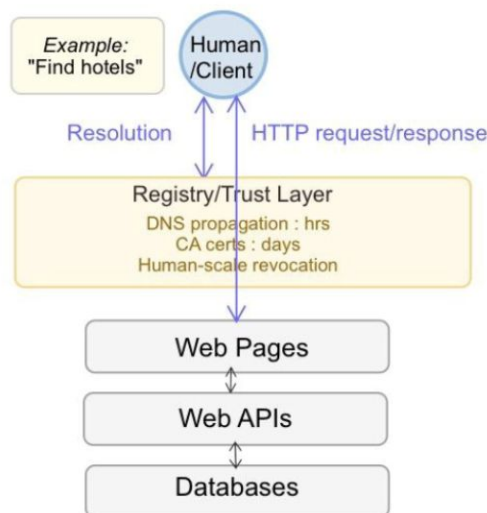 Example:
"Find hotels"
Human
/Client
Resolution
HTTP request/response
Registry/Trust Layer
DNS propagation : hrs
CA certs : days
Human-scale revocation
Web Pages
Web APIs
Databases